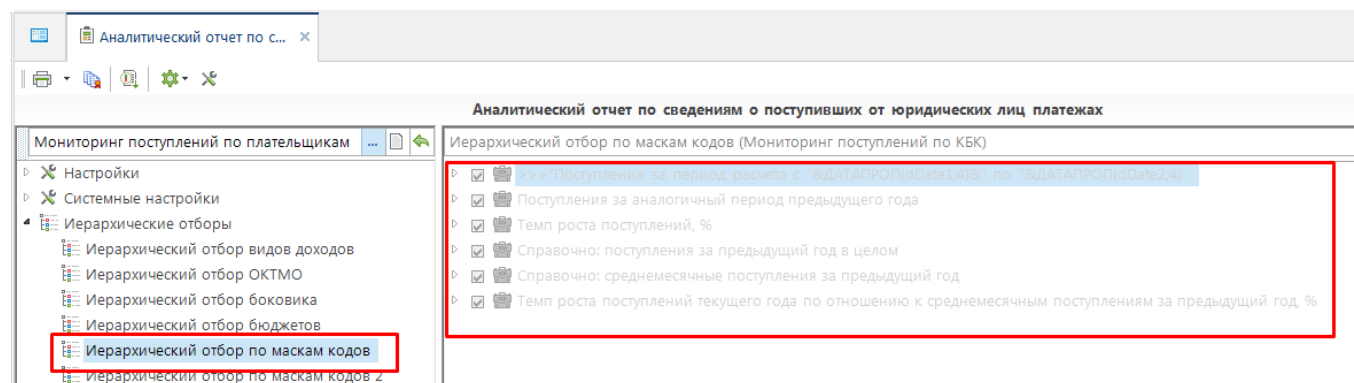 Аналитический отчет по с...
Аналитический отчет по сведениям о поступивших от юридических лиц платежах
Мониторинг поступлений по плательщикам ...
Настройки
Системные настройки
Иерархические отборы
Иерархический отбор видов доходов
Иерархический отбор ОКТМО
Иерархический отбор боковика
Иерархический отбор бюджетов
Иерархический отбор по маскам кодов
Иерархический отбор по маскам кодов 2
Иерархический отбор по маскам кодов (Мониторинг поступлений по КБК)
>>>"Поступления за период расчета с "&ДАТАПРОП(dDate1;4)&" по "&ДАТАПРОП(dDate2;4)
Поступления за аналогичный период предыдущего года
Темп роста поступлений, %
Справочно: поступления за предыдущий год в целом
Справочно: среднемесячные поступления за предыдущий год
Темп роста поступлений текущего года по отношению к среднемесячным поступлениям за предыдущий год, %